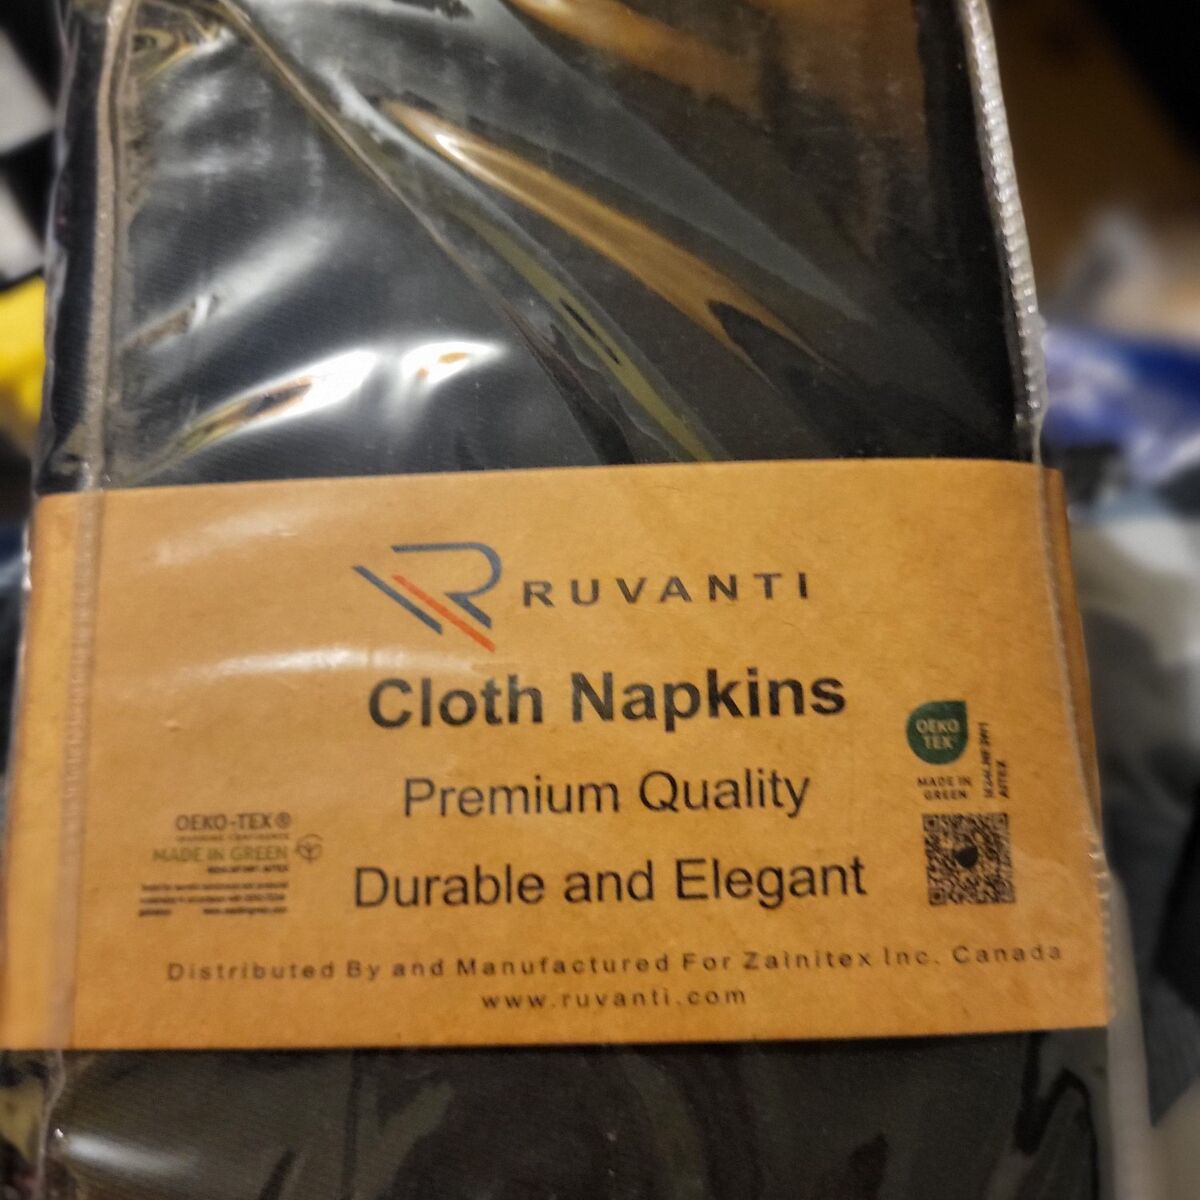 RUVANTI
Cloth Napkins
Premium Quality
Durable and Elegant
OEKO
TEX®
MADE IN
GREEN
AITEX
OEKO-TEX®
MADE IN GREEN
Distributed By and Manufactured For Zainitex Inc. Canada
www.ruvanti.com